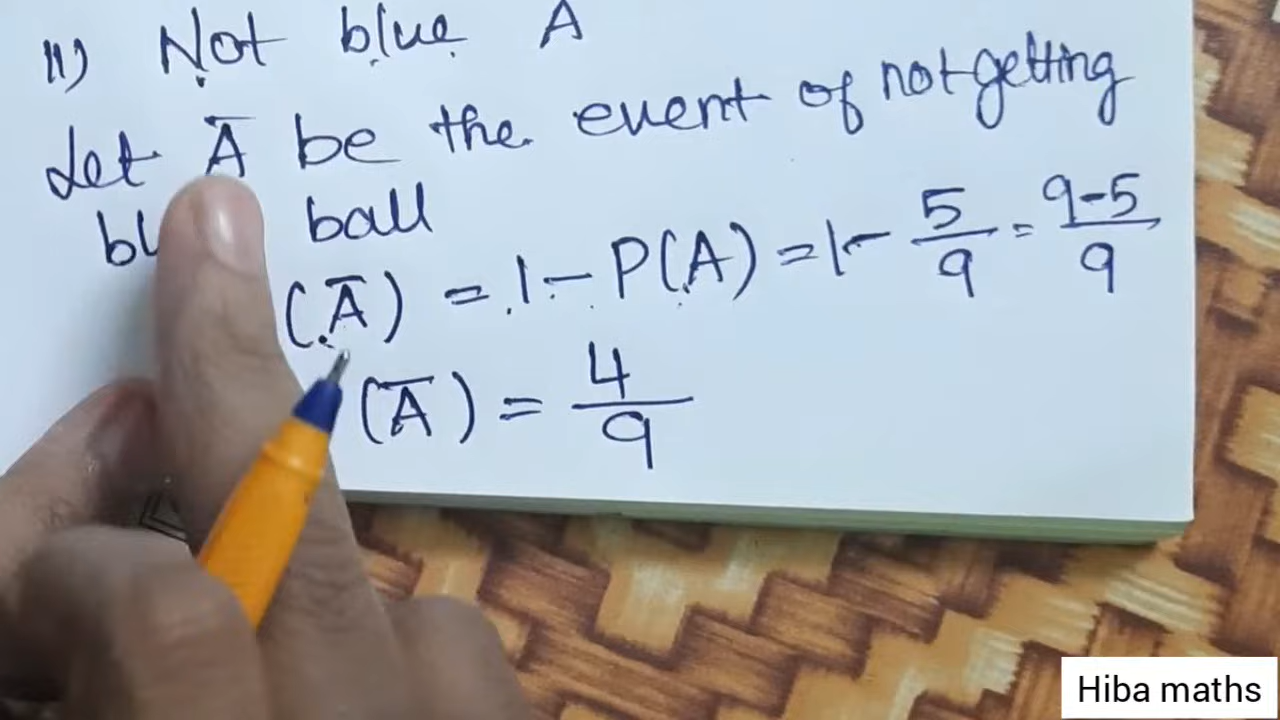 11) Not blue A
Let A̅ be the event of not getting
ball
(A̅) = 1 - P(A) = 1 - 5/9 = 9-5/9
(A̅) = 4/9
Hiba maths